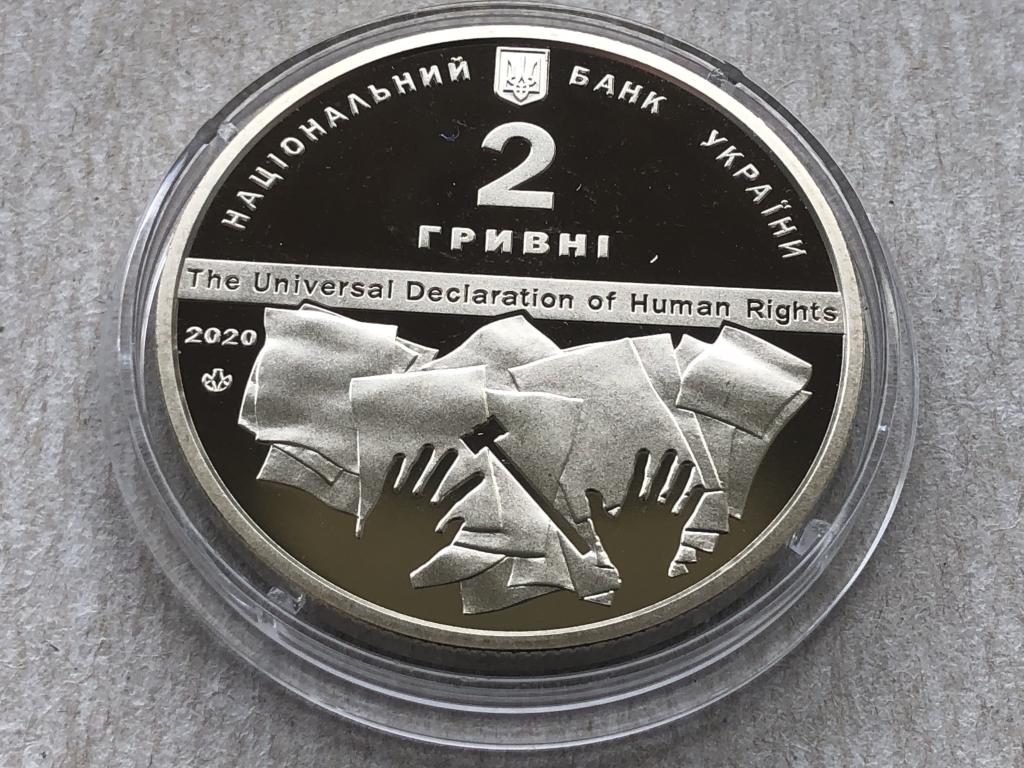 НАЦІОНАЛЬНИЙ БАНК УКРАЇНИ
2
ГРИВНІ
The Universal Declaration of Human Rights
2020